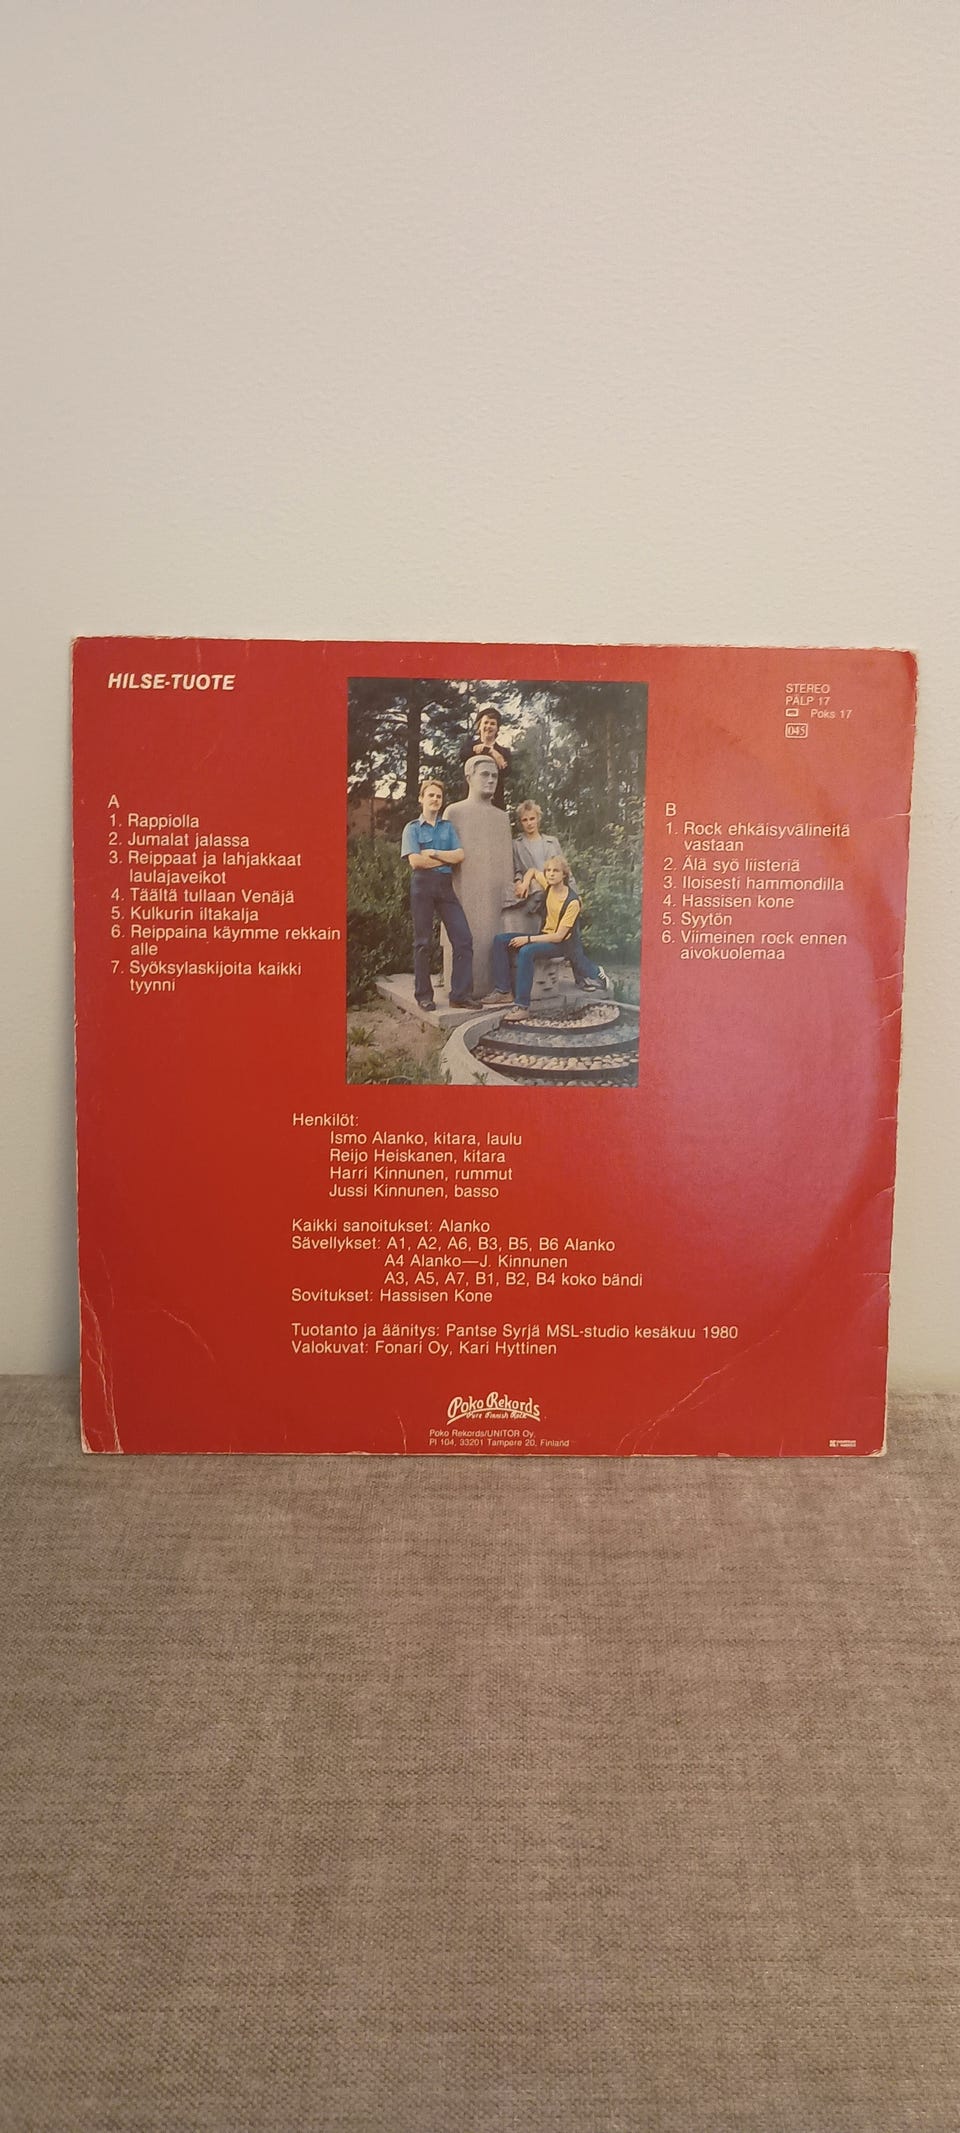 HILSE-TUOTE
STEREO
PÄLP 17
Poks 17
045
A
1. Rappiolla
2. Jumalat jalassa
3. Reippaat ja lahjakkaat
laulajaveikot
4. Täältä tullaan Venäjä
5. Kulkurin iltakalja
6. Reippaina käymme rekkain
alle
7. Syöksylaskijoita kaikki
tyynni
B
1. Rock ehkäisyvälineitä
vastaan
2. Älä syö liisteriä
3. Iloisesti hammondilla
4. Hassisen kone
5. Syytön
6. Viimeinen rock ennen
aivokuolemaa
Henkilöt:
Ismo Alanko, kitara, laulu
Reijo Heiskanen, kitara
Harri Kinnunen, rummut
Jussi Kinnunen, basso
Kaikki sanoitukset: Alanko
Sävellykset: A1, A2, A6, B3, B5, B6 Alanko
A4 Alanko—J. Kinnunen
A3, A5, A7, B1, B2, B4 koko bändi
Sovitukset: Hassisen Kone
Tuotanto ja äänitys: Pantse Syrjä MSL-studio kesäkuu 1980
Valokuvat: Fonari Oy, Kari Hyttinen
Poko Rekords
Pure Finnish Rock
Poko Rekords/UNITOR Oy,
Pl 104, 33201 Tampere 20, Finland